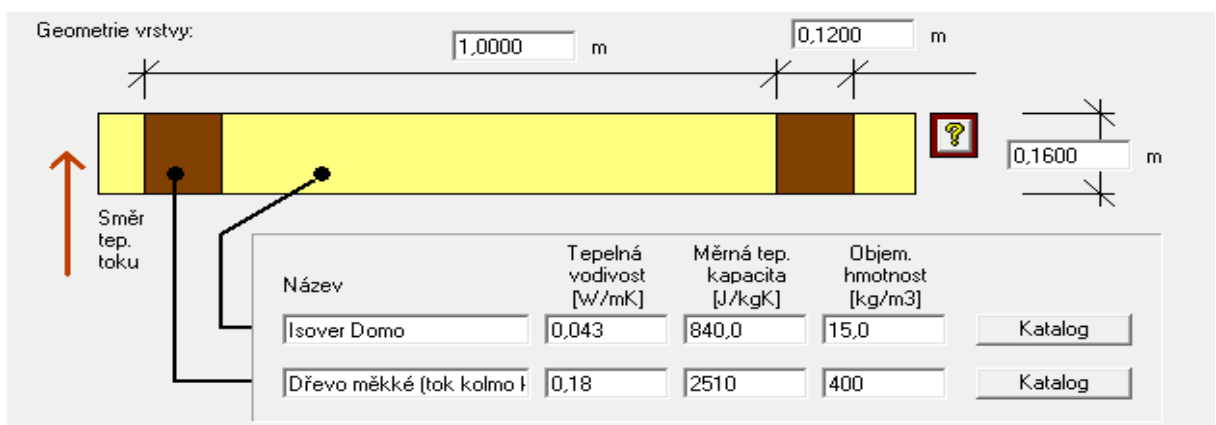 Geometrie vrstvy:
1,0000 m
0,1200 m
?
0,1600 m
Směr
tep.
toku
Název
Tepelná
vodivost
[W/mK]
Měrná tep.
kapacita
[J/kgK]
Objem.
hmotnost
[kg/m3]
Isover Domo 0,043 840,0 15,0 Katalog
Dřevo měkké (tok kolmo 0,18 2510 400 Katalog